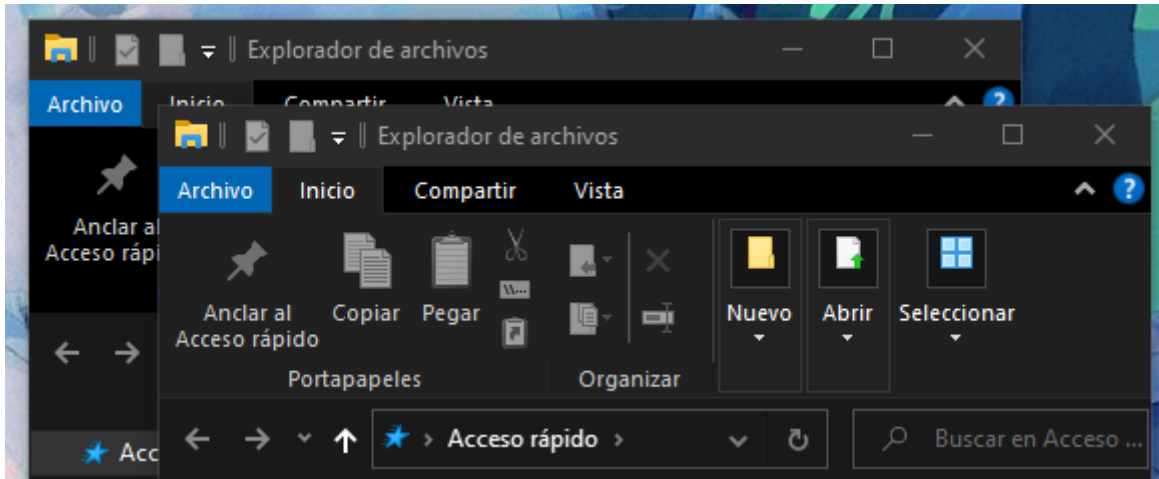 Explorador de archivos
Archivo Inicio Compartir Vista
Anclar al
Acceso rápi
Acc
Explorador de archivos
Archivo Inicio Compartir Vista
Anclar al
Acceso rápido
Copiar Pegar
Nuevo Abrir Seleccionar
Portapapeles Organizar
Acceso rápido
Buscar en Acceso ...